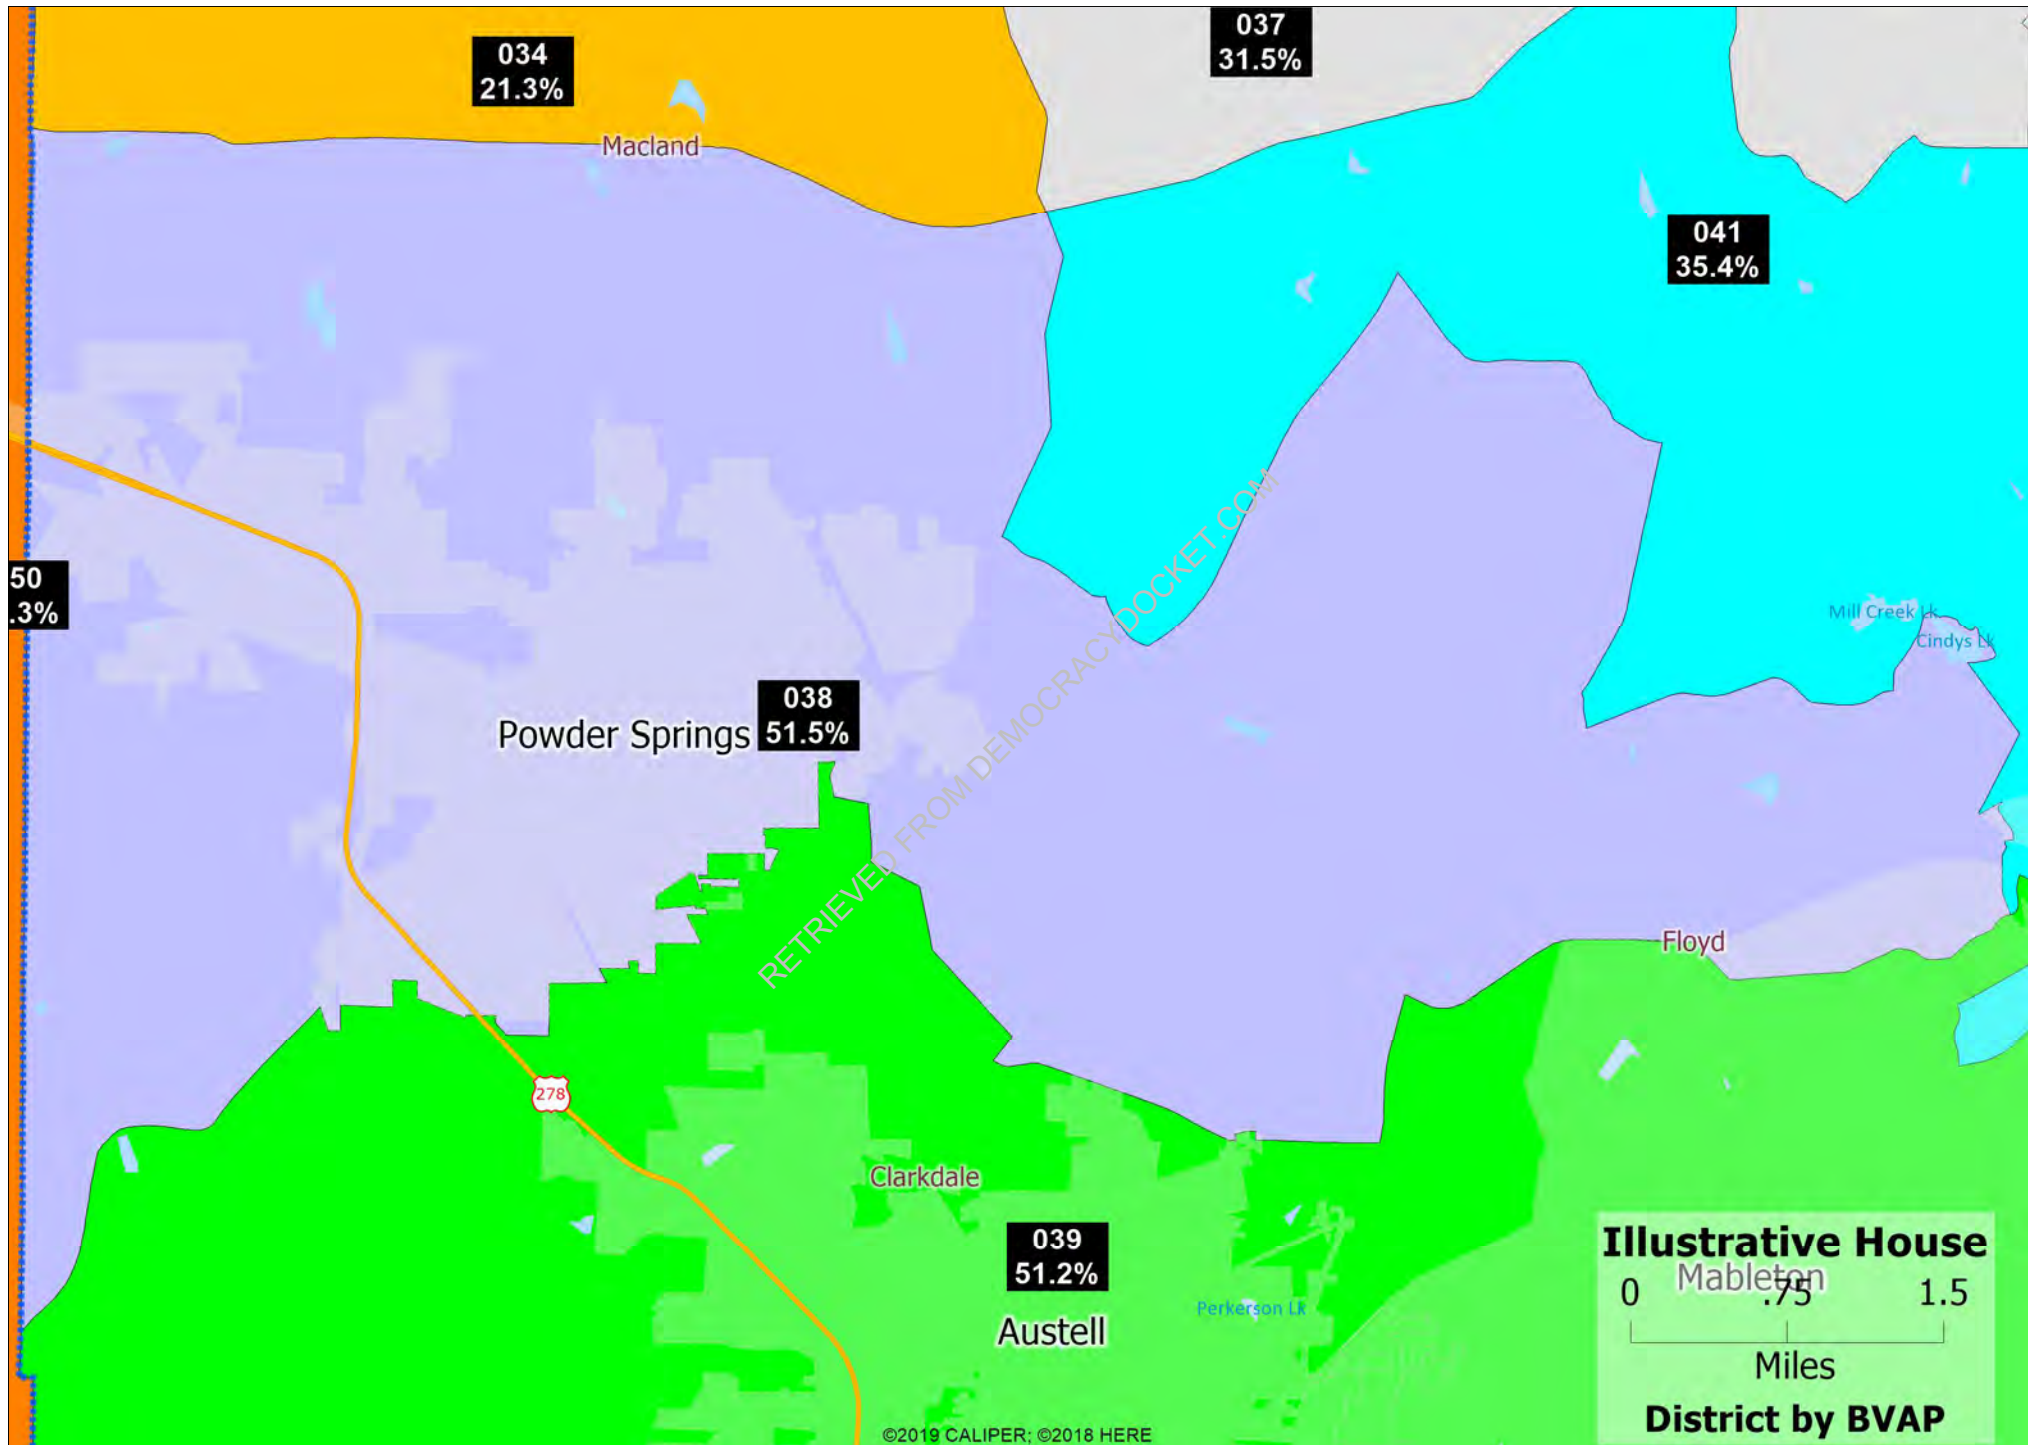 037
31.5%
034
21.3%
Macland
041
35.4%
50
.3%
Mill Creek Lk
Cindys Lk
038
51.5%
Powder Springs
RETRIEVED FROM DEMOCRACYDOCKET.COM
Floyd
278
Clarkdale
039
51.2%
Austell
Perkerson Lk
Illustrative House
Mableton
0 .75 1.5
Miles
District by BVAP
©2019 CALIPER; ©2018 HERE